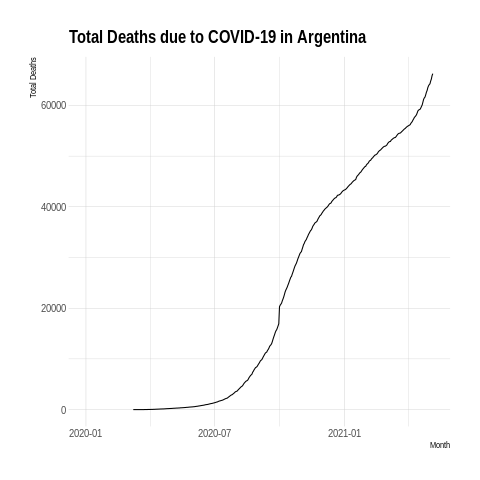 Total Deaths due to COVID-19 in Argentina
Total Deaths
60000
40000
20000
0
2020-01 2020-07 2021-01
Month